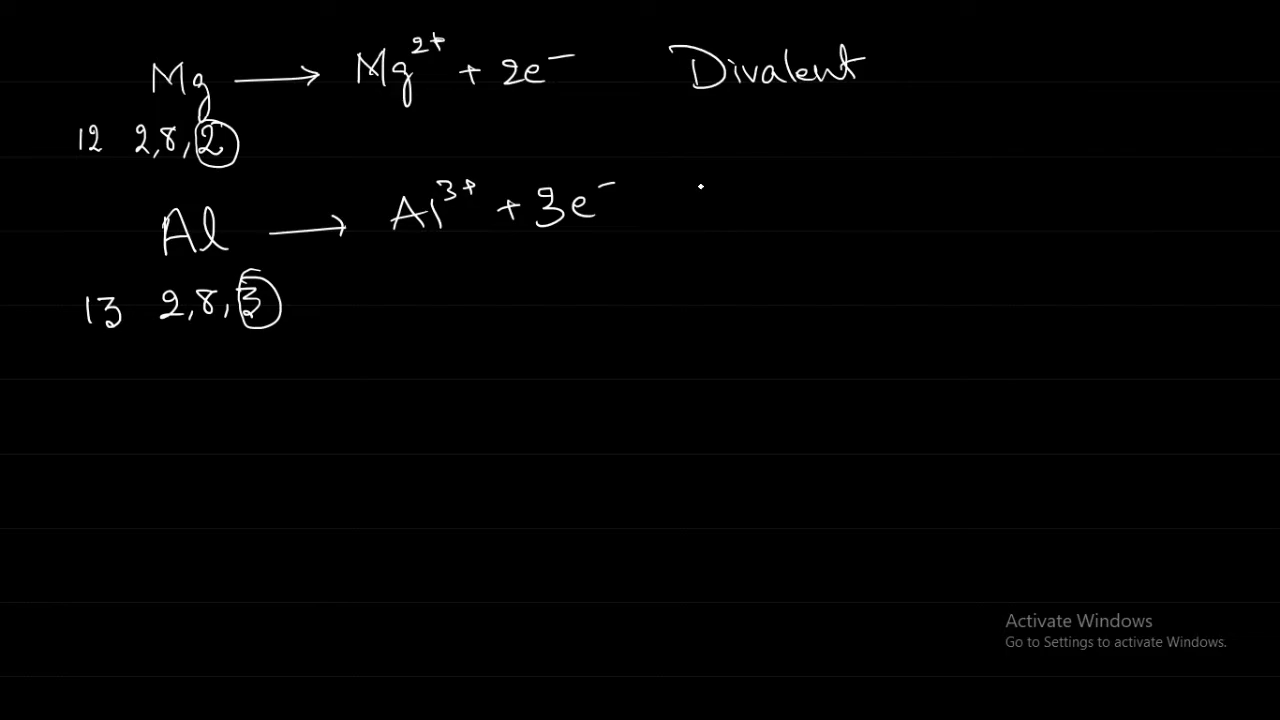 Mg ⟶ Mg²⁺ + 2e⁻ Divalent
12 2,8,2
Al ⟶ Al³⁺ + 3e⁻
13 2,8,3
Activate Windows
Go to Settings to activate Windows.